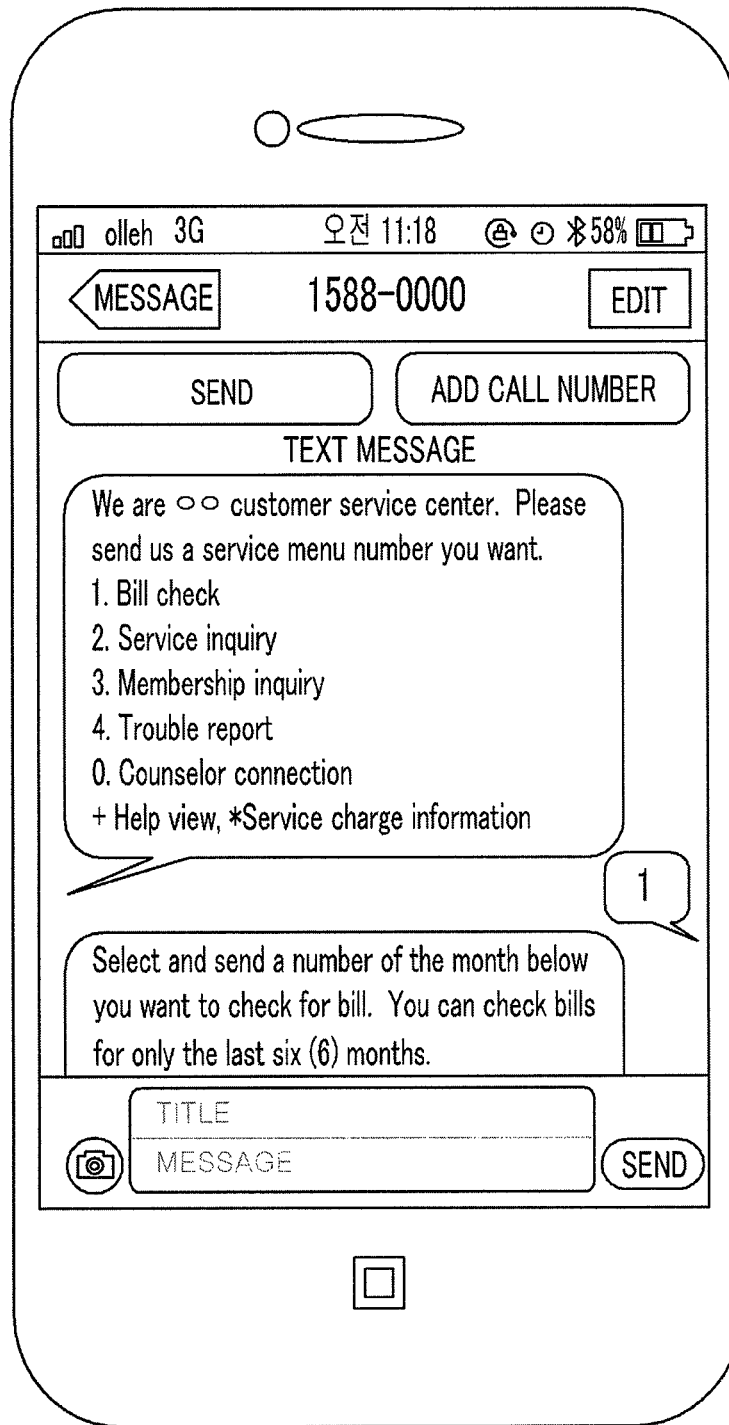 olleh 3G 오전 11:18 58%
MESSAGE 1588-0000 EDIT
SEND ADD CALL NUMBER
TEXT MESSAGE
We are ○○ customer service center. Please
send us a service menu number you want.
1. Bill check
2. Service inquiry
3. Membership inquiry
4. Trouble report
0. Counselor connection
+ Help view, *Service charge information
1
Select and send a number of the month below
you want to check for bill. You can check bills
for only the last six (6) months.
TITLE
MESSAGE
SEND